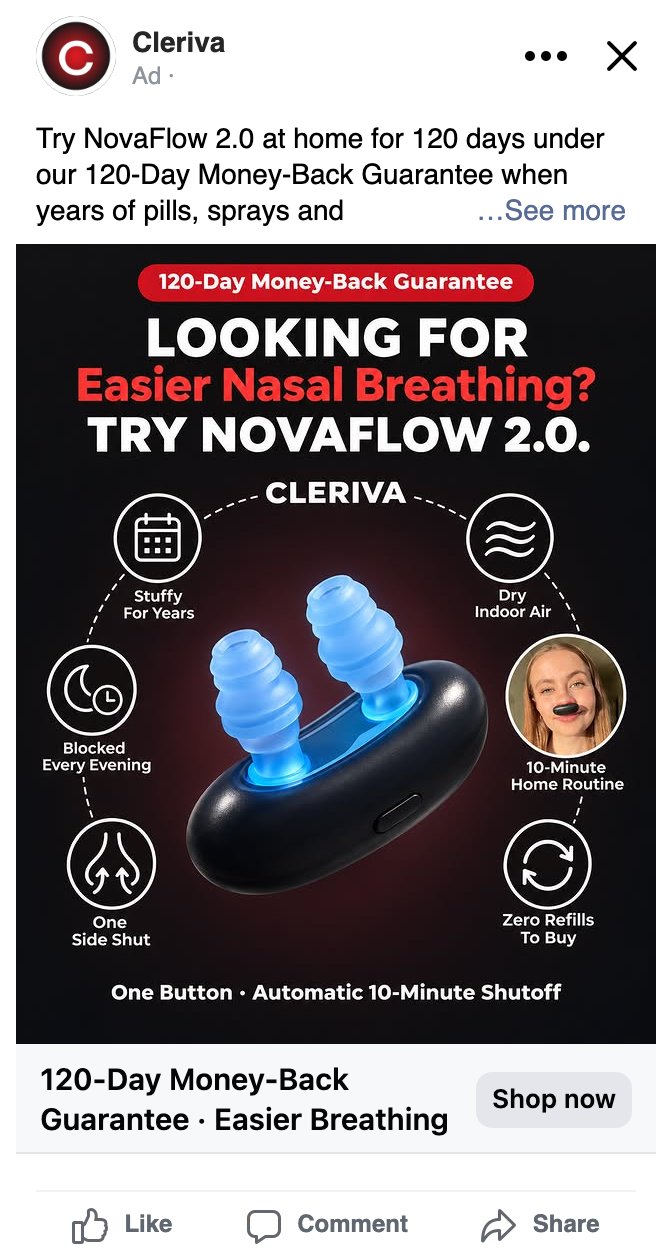 Cleriva
Ad ·
Try NovaFlow 2.0 at home for 120 days under
our 120-Day Money-Back Guarantee when
years of pills, sprays and ...See more
120-Day Money-Back Guarantee
LOOKING FOR
Easier Nasal Breathing?
TRY NOVAFLOW 2.0.
CLERIVA
Stuffy
For Years
Dry
Indoor Air
Blocked
Every Evening
10-Minute
Home Routine
One
Side Shut
Zero Refills
To Buy
One Button · Automatic 10-Minute Shutoff
120-Day Money-Back
Guarantee · Easier Breathing
Shop now
Like
Comment
Share